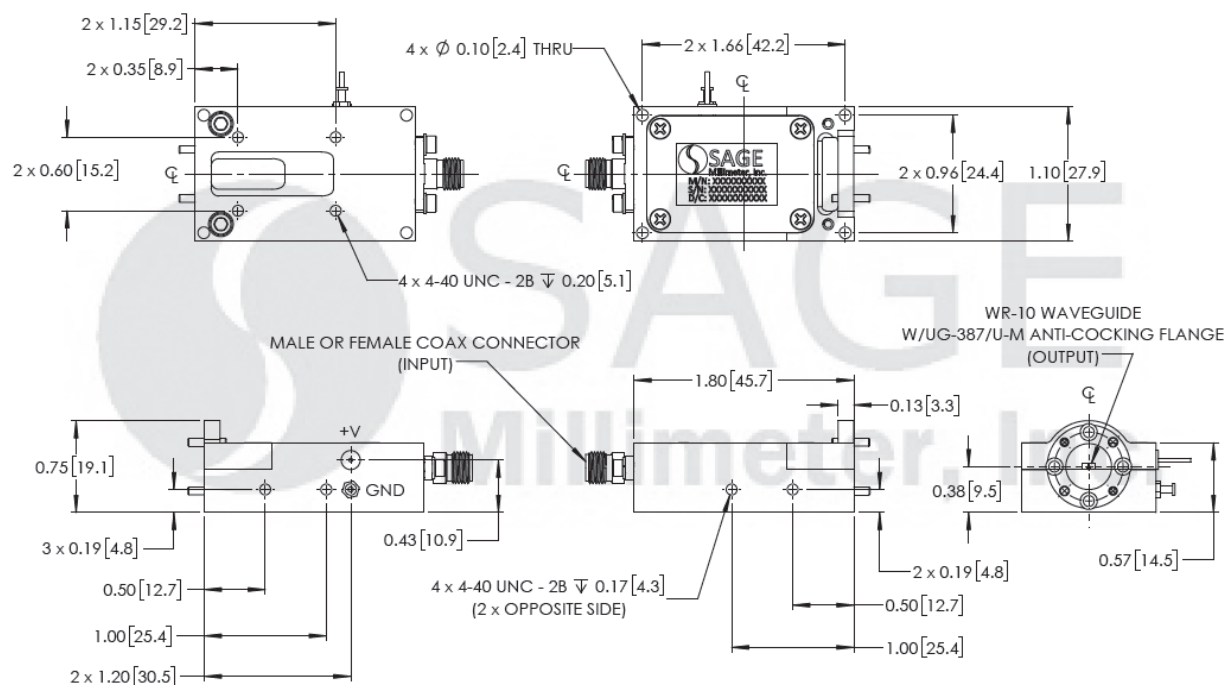 2 x 1.15[29.2]
4 x Ø 0.10[2.4] THRU
2 x 1.66[42.2]
2 x 0.35[8.9]
℄
2 x 0.60[15.2]
℄
℄
SAGE
Millimeter, Inc.
M/N: XXXXXXXXXX
S/N: XXXXXXXXXX
D/C: XXXXXXXXXX
2 x 0.96[24.4]
1.10[27.9]
4 x 4-40 UNC - 2B ↧ 0.20[5.1]
SAGE
Millimeter, Inc
MALE OR FEMALE COAX CONNECTOR
(INPUT)
WR-10 WAVEGUIDE
W/UG-387/U-M ANTI-COCKING FLANGE
(OUTPUT)
1.80[45.7]
0.13[3.3]
℄
0.75[19.1]
+V
GND
0.38[9.5]
3 x 0.19[4.8]
0.43[10.9]
0.57[14.5]
0.50[12.7]
4 x 4-40 UNC - 2B ↧ 0.17[4.3]
(2 x OPPOSITE SIDE)
2 x 0.19[4.8]
0.50[12.7]
1.00[25.4]
1.00[25.4]
2 x 1.20[30.5]